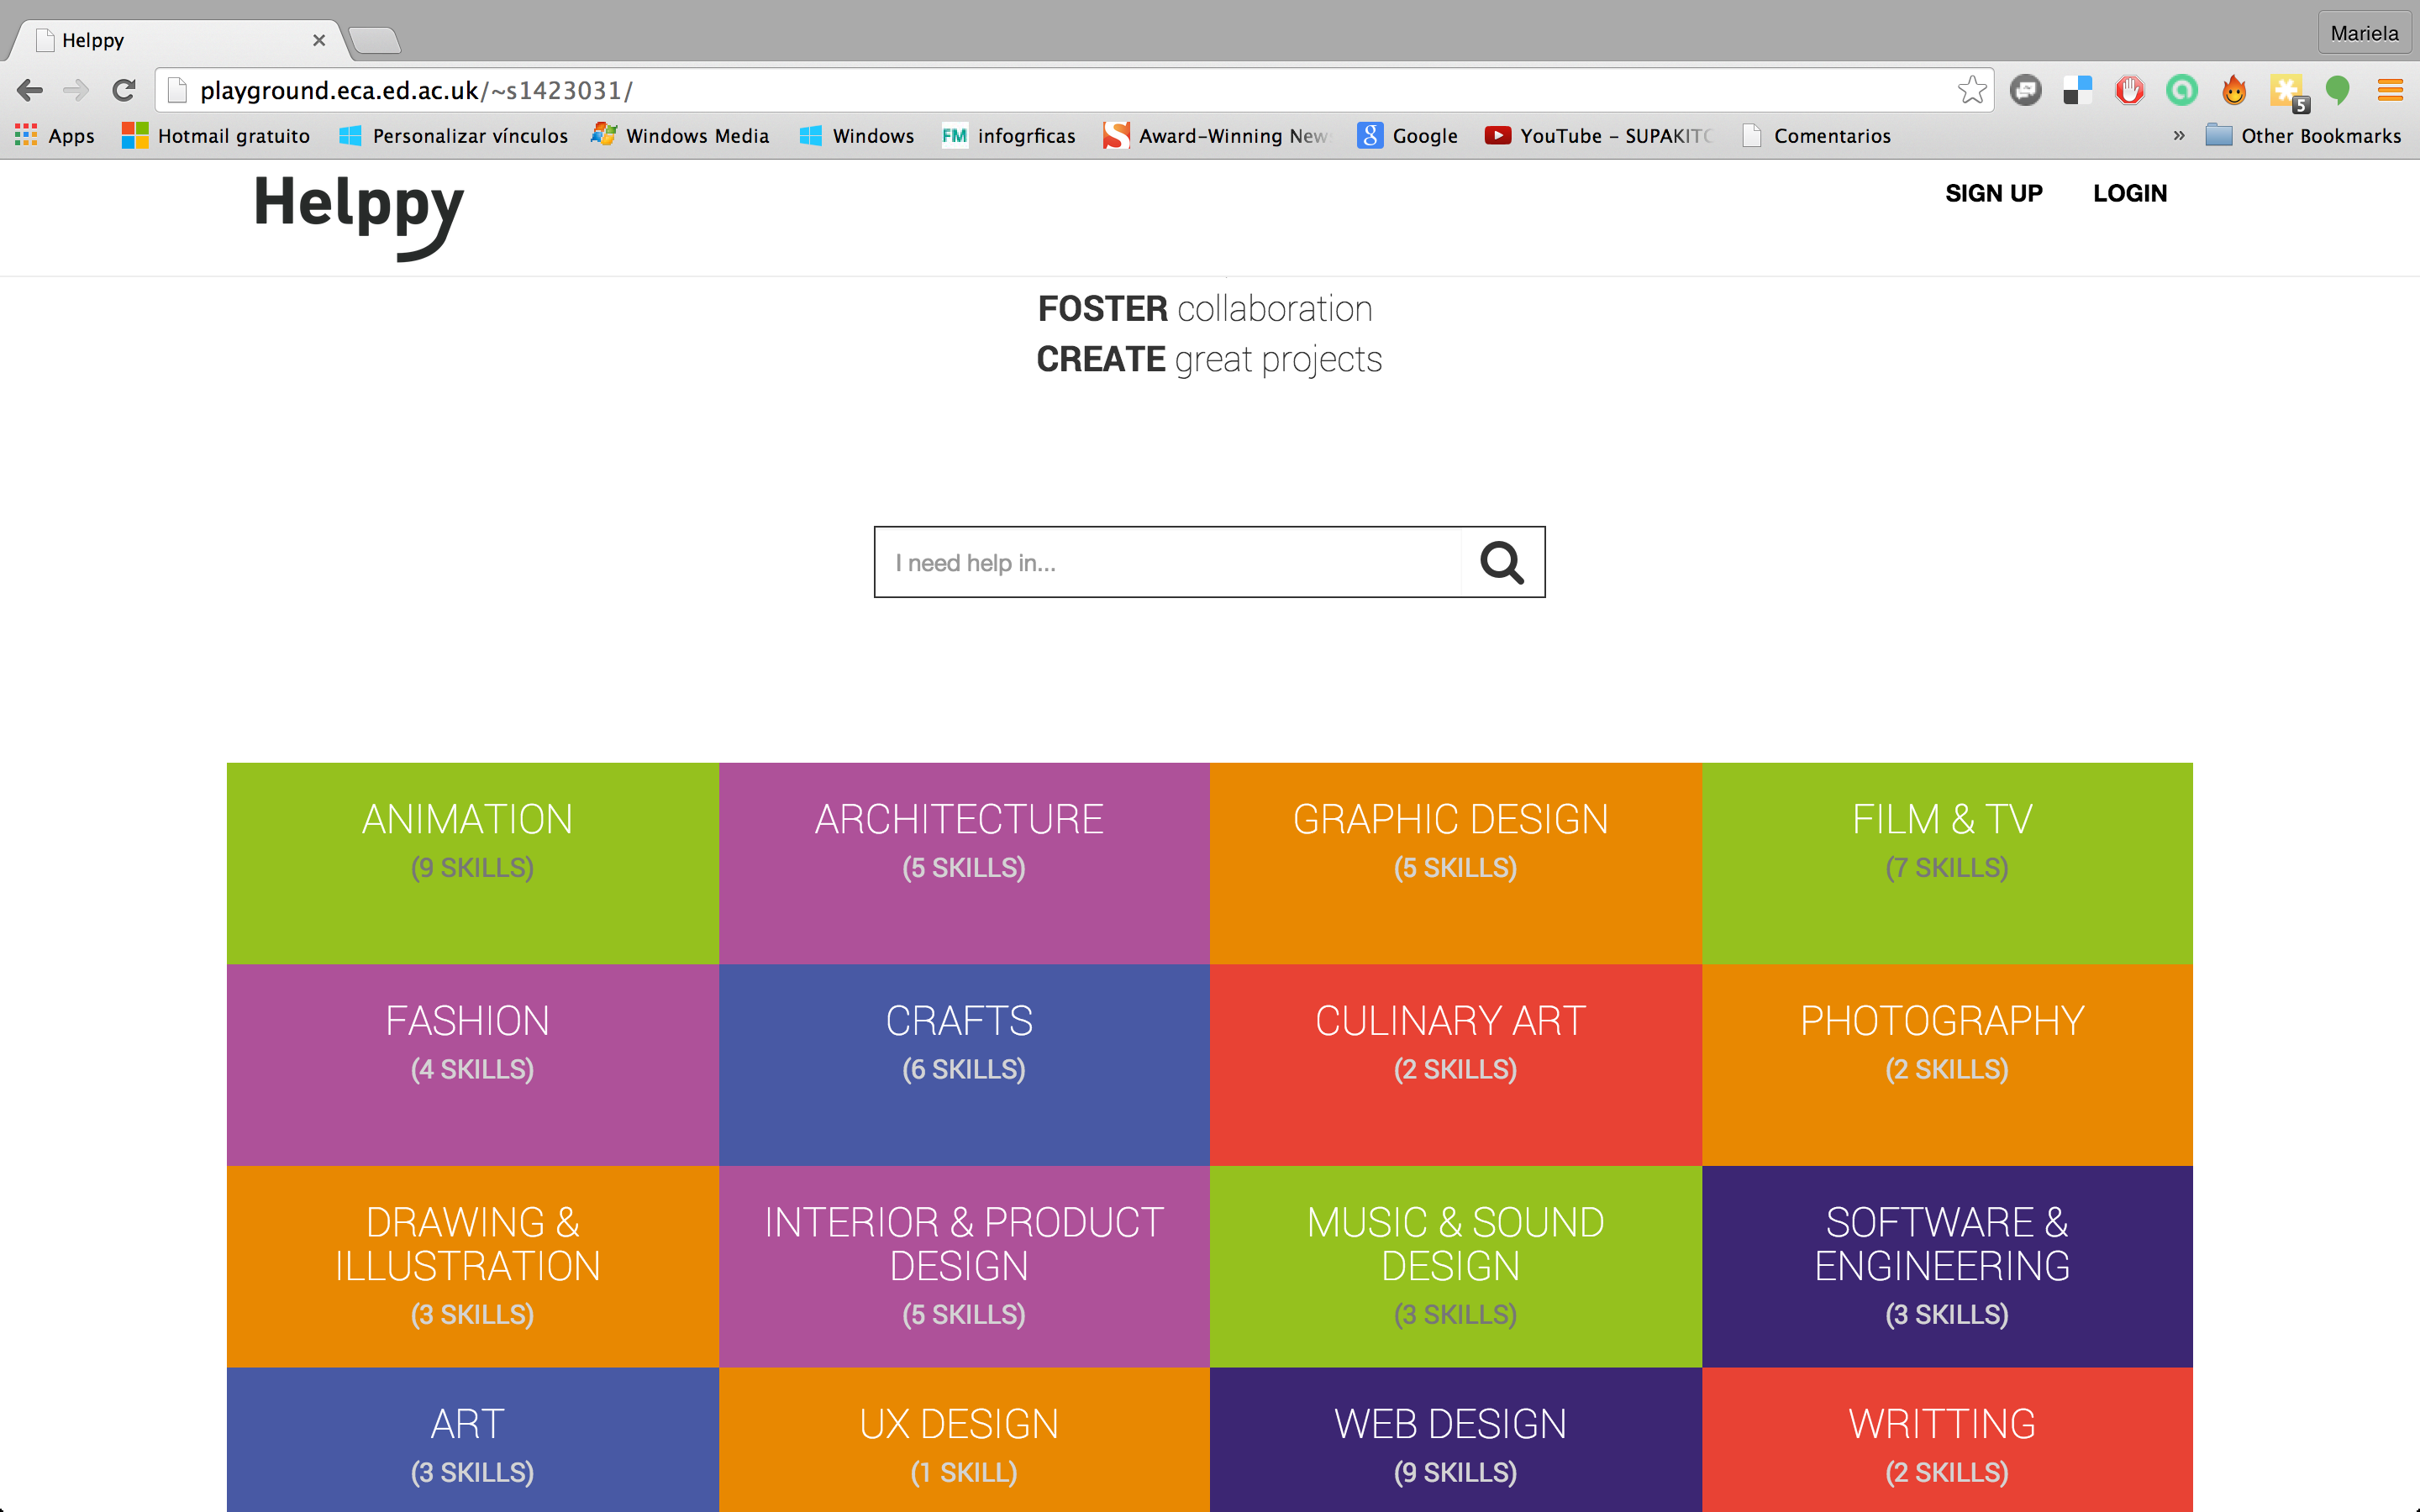 Helppy
Mariela
playground.eca.ed.ac.uk/~s1423031/
5
Apps
Hotmail gratuito
Personalizar vínculos
Windows Media
Windows
FM infogrficas
Award-Winning New
Google
YouTube – SUPAKITC
Comentarios
» Other Bookmarks
Helppy
SIGN UP LOGIN
FOSTER collaboration
CREATE great projects
I need help in...
ANIMATION
(9 SKILLS)
ARCHITECTURE
(5 SKILLS)
GRAPHIC DESIGN
(5 SKILLS)
FILM & TV
(7 SKILLS)
FASHION
(4 SKILLS)
CRAFTS
(6 SKILLS)
CULINARY ART
(2 SKILLS)
PHOTOGRAPHY
(2 SKILLS)
DRAWING &
ILLUSTRATION
(3 SKILLS)
INTERIOR & PRODUCT
DESIGN
(5 SKILLS)
MUSIC & SOUND
DESIGN
(3 SKILLS)
SOFTWARE &
ENGINEERING
(3 SKILLS)
ART
(3 SKILLS)
UX DESIGN
(1 SKILL)
WEB DESIGN
(9 SKILLS)
WRITTING
(2 SKILLS)